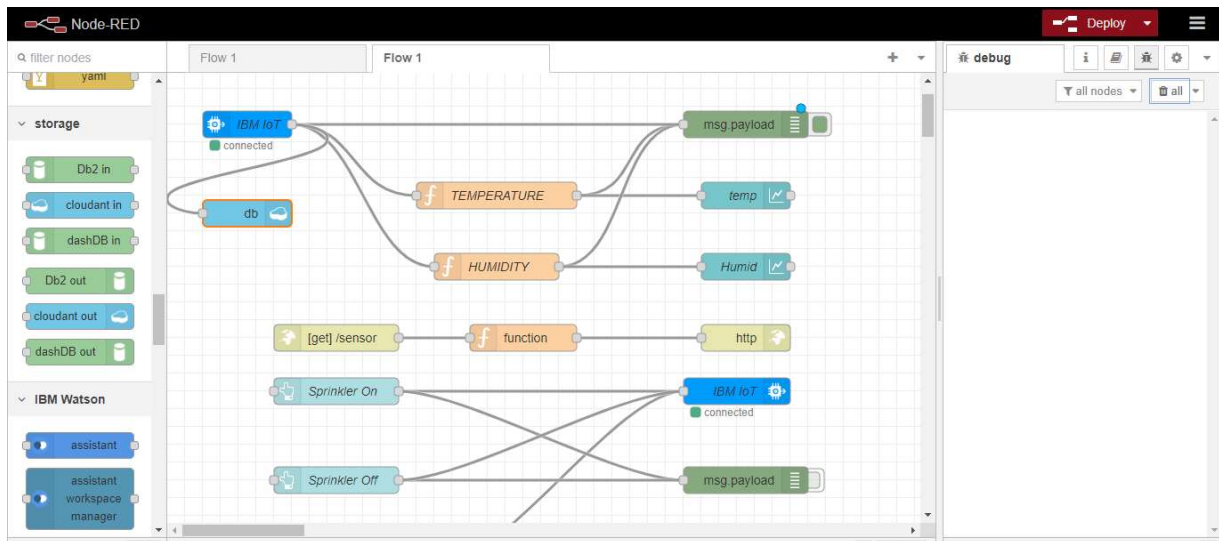 Node-RED
Deploy
filter nodes
Flow 1
Flow 1
debug
i
all nodes
all
yaml
storage
Db2 in
cloudant in
dashDB in
Db2 out
cloudant out
dashDB out
IBM Watson
assistant
assistant
workspace
manager
IBM IoT
connected
db
TEMPERATURE
HUMIDITY
msg.payload
temp
Humid
[get] /sensor
function
http
Sprinkler On
IBM IoT
connected
Sprinkler Off
msg.payload